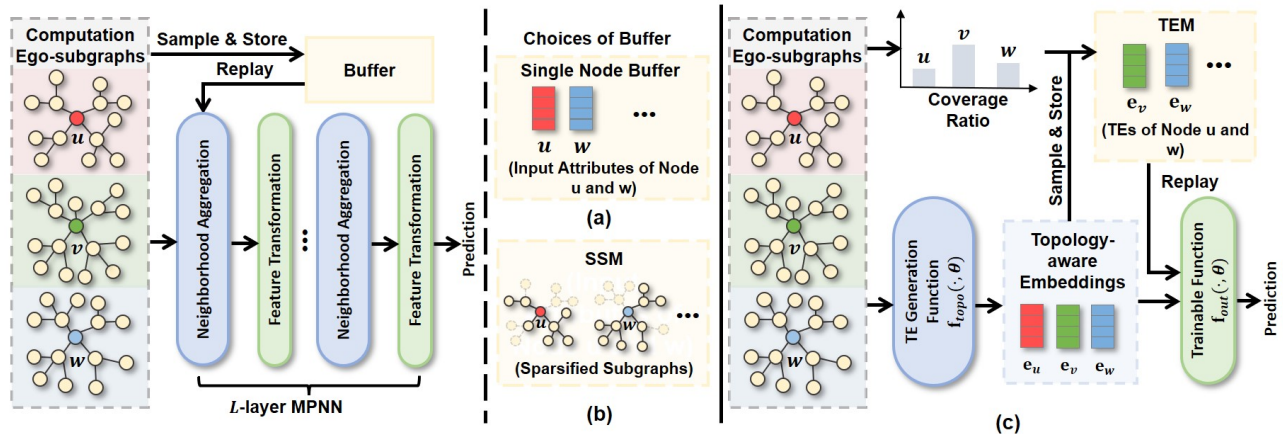 Computation
Ego-subgraphs
u
v
w
Sample & Store
Replay
Buffer
Neighborhood Aggregation
Feature Transformation
...
Neighborhood Aggregation
Feature Transformation
Prediction
L-layer MPNN
Choices of Buffer
Single Node Buffer
...
u
w
(Input Attributes of Node
u and w)
(a)
SSM
u
w
...
(Sparsified Subgraphs)
(b)
Computation
Ego-subgraphs
u
v
w
u
v
w
Coverage
Ratio
Sample & Store
TEM
...
e_v
e_w
(TEs of Node u and
w)
Replay
TE Generation
Function
f_topo(·, θ)
Topology-
aware
Embeddings
e_u
e_v
e_w
Trainable Function
f_out(·, θ)
Prediction
(c)